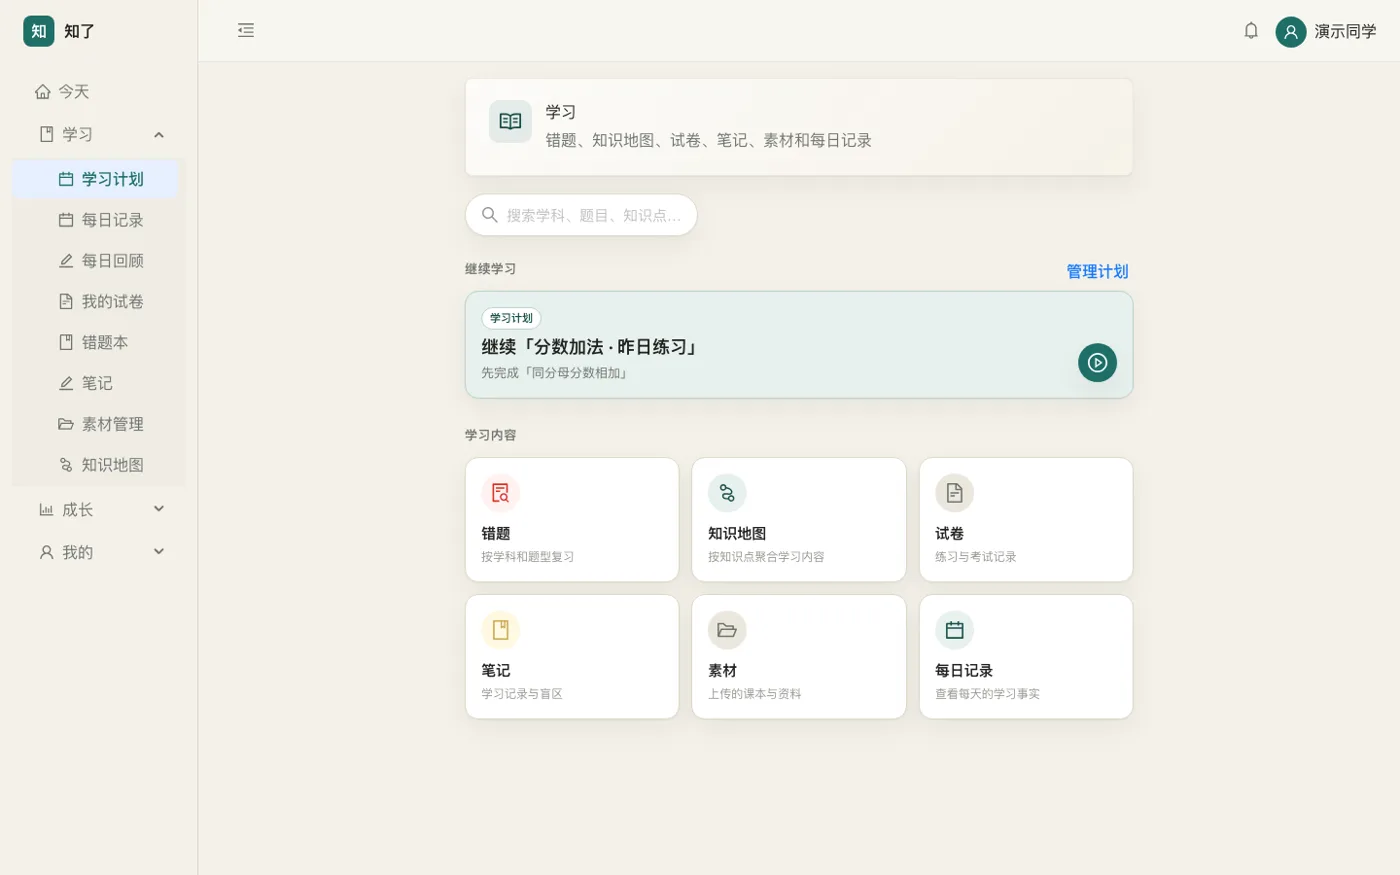 知 知了
演示同学
今天
学习
学习计划
每日记录
每日回顾
我的试卷
错题本
笔记
素材管理
知识地图
成长
我的
学习
错题、知识地图、试卷、笔记、素材和每日记录
搜索学科、题目、知识点...
继续学习
管理计划
学习计划
继续「分数加法 · 昨日练习」
先完成「同分母分数相加」
学习内容
错题
按学科和题型复习
知识地图
按知识点聚合学习内容
试卷
练习与考试记录
笔记
学习记录与盲区
素材
上传的课本与资料
每日记录
查看每天的学习事实